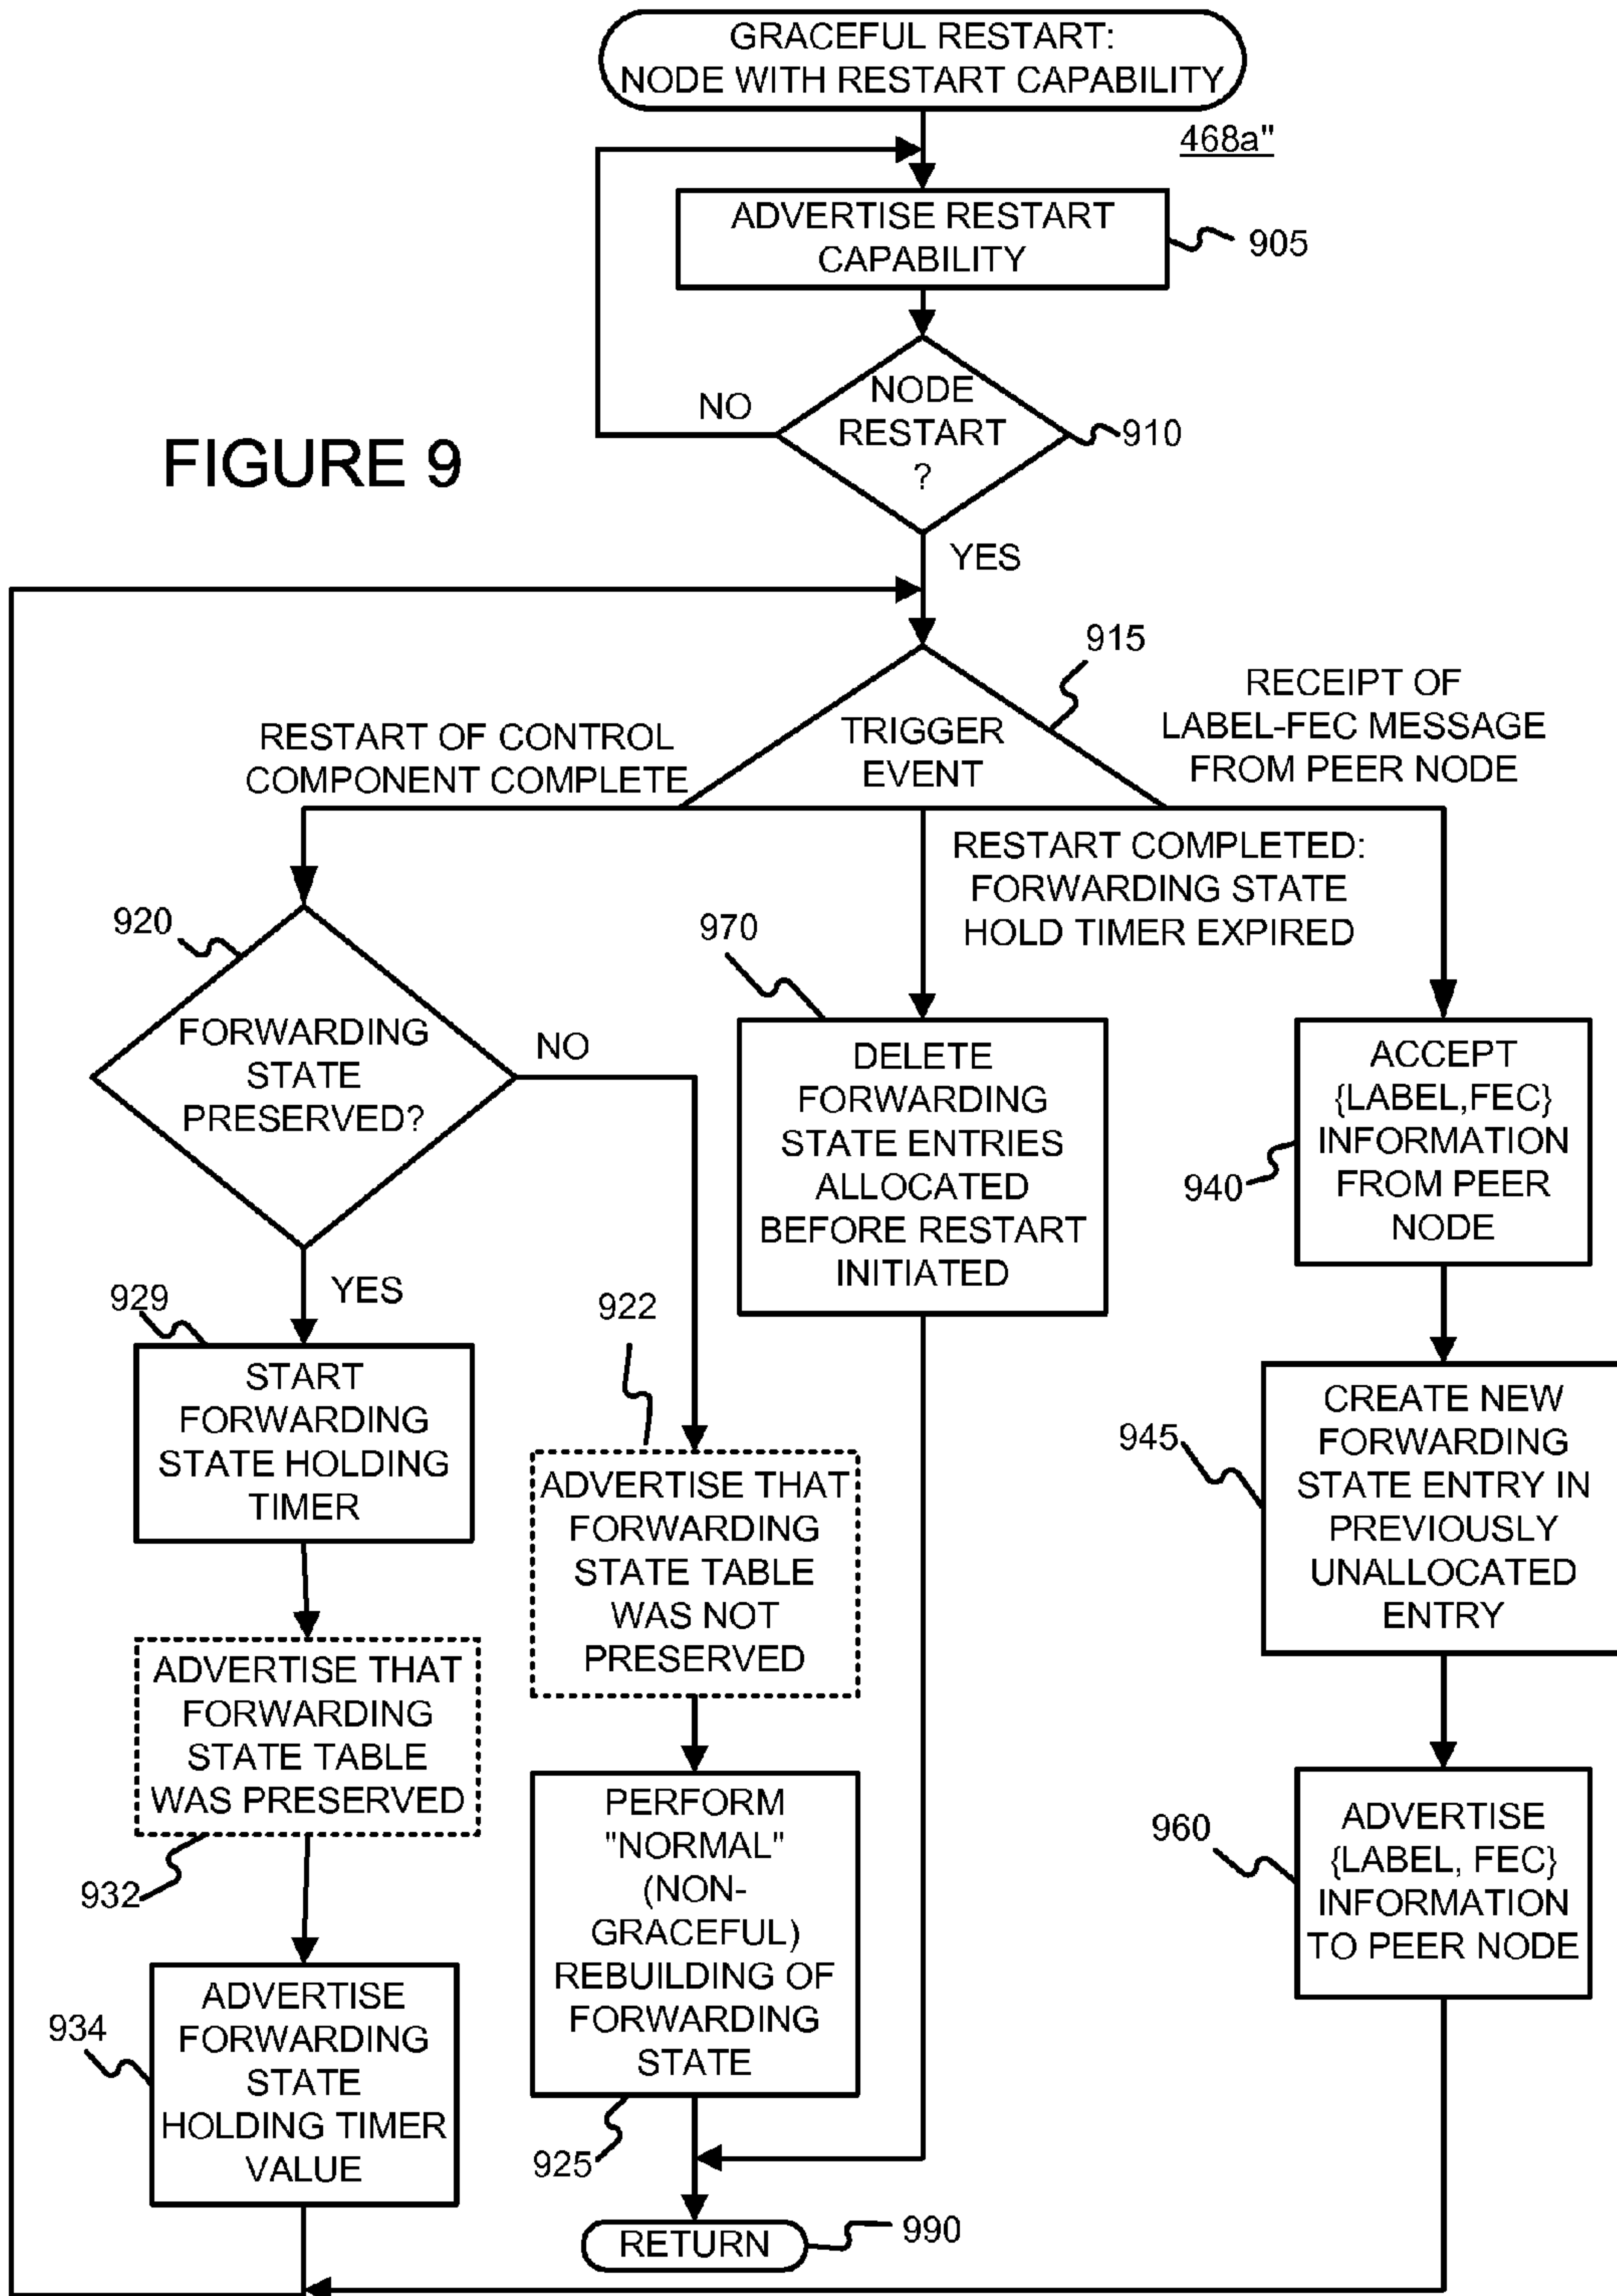 GRACEFUL RESTART:
NODE WITH RESTART CAPABILITY
468a"
ADVERTISE RESTART
CAPABILITY
905
NODE
RESTART
?
NO
910
FIGURE 9
YES
915
TRIGGER
EVENT
RESTART OF CONTROL
COMPONENT COMPLETE
RECEIPT OF
LABEL-FEC MESSAGE
FROM PEER NODE
RESTART COMPLETED:
FORWARDING STATE
HOLD TIMER EXPIRED
920
FORWARDING
STATE
PRESERVED?
NO
YES
970
DELETE
FORWARDING
STATE ENTRIES
ALLOCATED
BEFORE RESTART
INITIATED
ACCEPT
{LABEL,FEC}
INFORMATION
FROM PEER
NODE
940
929
START
FORWARDING
STATE HOLDING
TIMER
922
ADVERTISE THAT
FORWARDING
STATE TABLE
WAS NOT
PRESERVED
945
CREATE NEW
FORWARDING
STATE ENTRY IN
PREVIOUSLY
UNALLOCATED
ENTRY
ADVERTISE THAT
FORWARDING
STATE TABLE
WAS PRESERVED
932
PERFORM
"NORMAL"
(NON-
GRACEFUL)
REBUILDING OF
FORWARDING
STATE
925
960
ADVERTISE
{LABEL, FEC}
INFORMATION
TO PEER NODE
934
ADVERTISE
FORWARDING
STATE
HOLDING TIMER
VALUE
RETURN
990